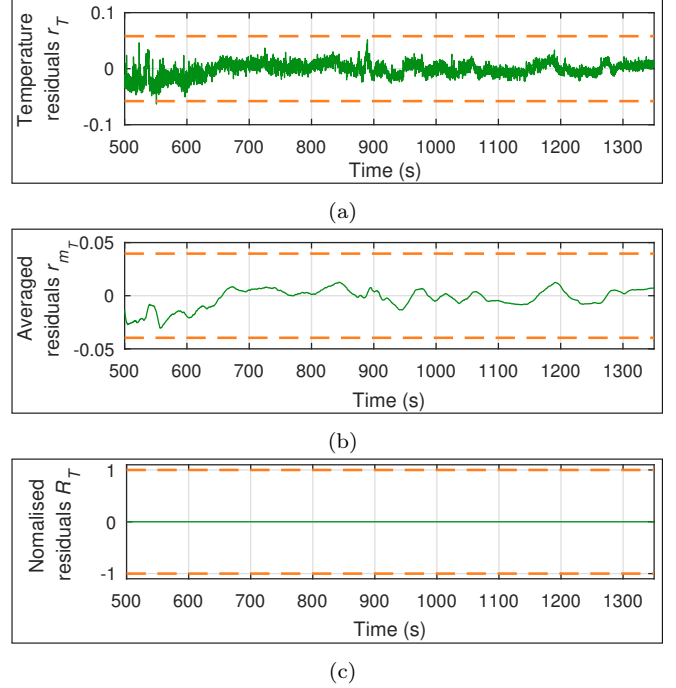 Temperature
residuals r_T
0.1
0
-0.1
500 600 700 800 900 1000 1100 1200 1300
Time (s)
(a)
Averaged
residuals r_{m_T}
0.05
0
-0.05
500 600 700 800 900 1000 1100 1200 1300
Time (s)
(b)
Nomalised
residuals R_T
1
0
-1
500 600 700 800 900 1000 1100 1200 1300
Time (s)
(c)